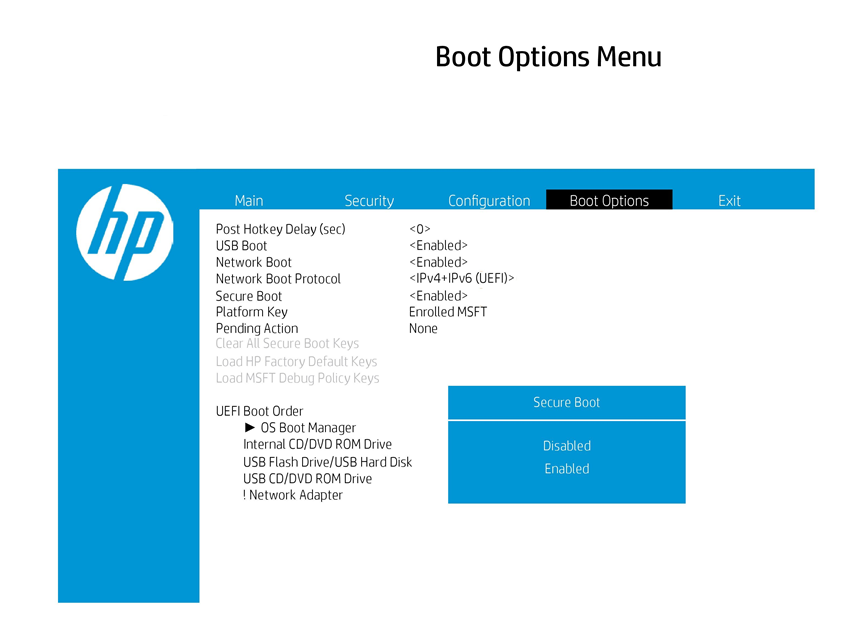 Boot Options Menu
hp
Main Security Configuration Boot Options Exit
Post Hotkey Delay (sec) <0>
USB Boot <Enabled>
Network Boot <Enabled>
Network Boot Protocol <IPv4+IPv6 (UEFI)>
Secure Boot <Enabled>
Platform Key Enrolled MSFT
Pending Action None
Clear All Secure Boot Keys
Load HP Factory Default Keys
Load MSFT Debug Policy Keys
UEFI Boot Order
► OS Boot Manager
Internal CD/DVD ROM Drive
USB Flash Drive/USB Hard Disk
USB CD/DVD ROM Drive
! Network Adapter
Secure Boot
Disabled
Enabled